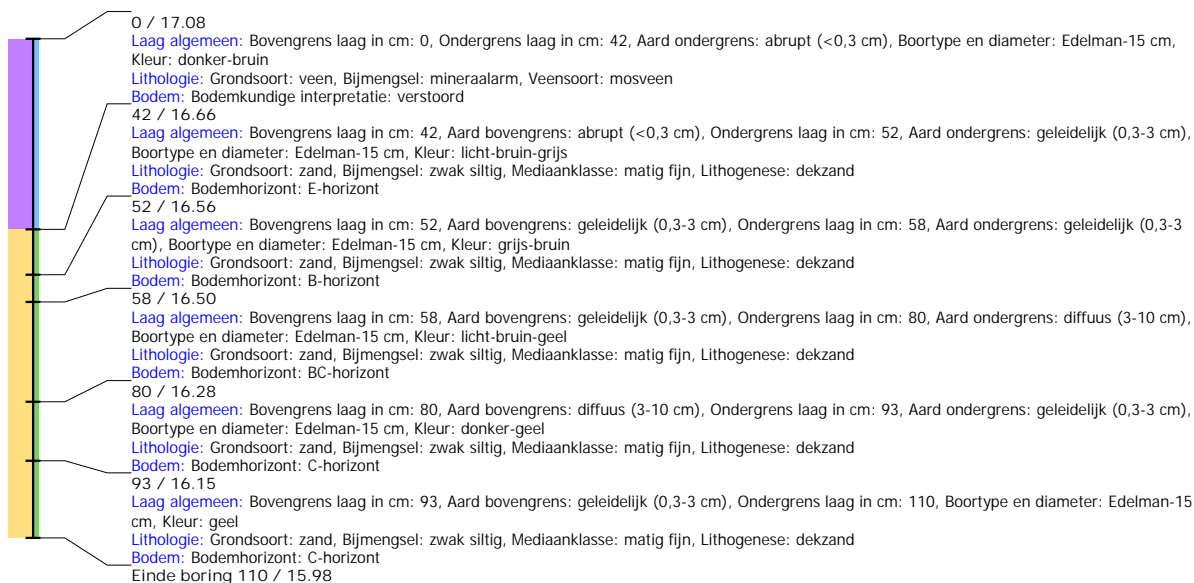 0 / 17.08
Laag algemeen: Bovengrens laag in cm: 0, Ondergrens laag in cm: 42, Aard ondergrens: abrupt (<0,3 cm), Boortype en diameter: Edelman-15 cm,
Kleur: donker-bruin
Lithologie: Grondsoort: veen, Bijmengsel: mineraalarm, Veensoort: mosveen
Bodem: Bodemkundige interpretatie: verstoord
42 / 16.66
Laag algemeen: Bovengrens laag in cm: 42, Aard bovengrens: abrupt (<0,3 cm), Ondergrens laag in cm: 52, Aard ondergrens: geleidelijk (0,3-3 cm),
Boortype en diameter: Edelman-15 cm, Kleur: licht-bruin-grijs
Lithologie: Grondsoort: zand, Bijmengsel: zwak siltig, Mediaanklasse: matig fijn, Lithogenese: dekzand
Bodem: Bodemhorizont: E-horizont
52 / 16.56
Laag algemeen: Bovengrens laag in cm: 52, Aard bovengrens: geleidelijk (0,3-3 cm), Ondergrens laag in cm: 58, Aard ondergrens: geleidelijk (0,3-3
cm), Boortype en diameter: Edelman-15 cm, Kleur: grijs-bruin
Lithologie: Grondsoort: zand, Bijmengsel: zwak siltig, Mediaanklasse: matig fijn, Lithogenese: dekzand
Bodem: Bodemhorizont: B-horizont
58 / 16.50
Laag algemeen: Bovengrens laag in cm: 58, Aard bovengrens: geleidelijk (0,3-3 cm), Ondergrens laag in cm: 80, Aard ondergrens: diffuus (3-10 cm),
Boortype en diameter: Edelman-15 cm, Kleur: licht-bruin-geel
Lithologie: Grondsoort: zand, Bijmengsel: zwak siltig, Mediaanklasse: matig fijn, Lithogenese: dekzand
Bodem: Bodemhorizont: BC-horizont
80 / 16.28
Laag algemeen: Bovengrens laag in cm: 80, Aard bovengrens: diffuus (3-10 cm), Ondergrens laag in cm: 93, Aard ondergrens: geleidelijk (0,3-3 cm),
Boortype en diameter: Edelman-15 cm, Kleur: donker-geel
Lithologie: Grondsoort: zand, Bijmengsel: zwak siltig, Mediaanklasse: matig fijn, Lithogenese: dekzand
Bodem: Bodemhorizont: C-horizont
93 / 16.15
Laag algemeen: Bovengrens laag in cm: 93, Aard bovengrens: geleidelijk (0,3-3 cm), Ondergrens laag in cm: 110, Boortype en diameter: Edelman-15
cm, Kleur: geel
Lithologie: Grondsoort: zand, Bijmengsel: zwak siltig, Mediaanklasse: matig fijn, Lithogenese: dekzand
Bodem: Bodemhorizont: C-horizont
Einde boring 110 / 15.98